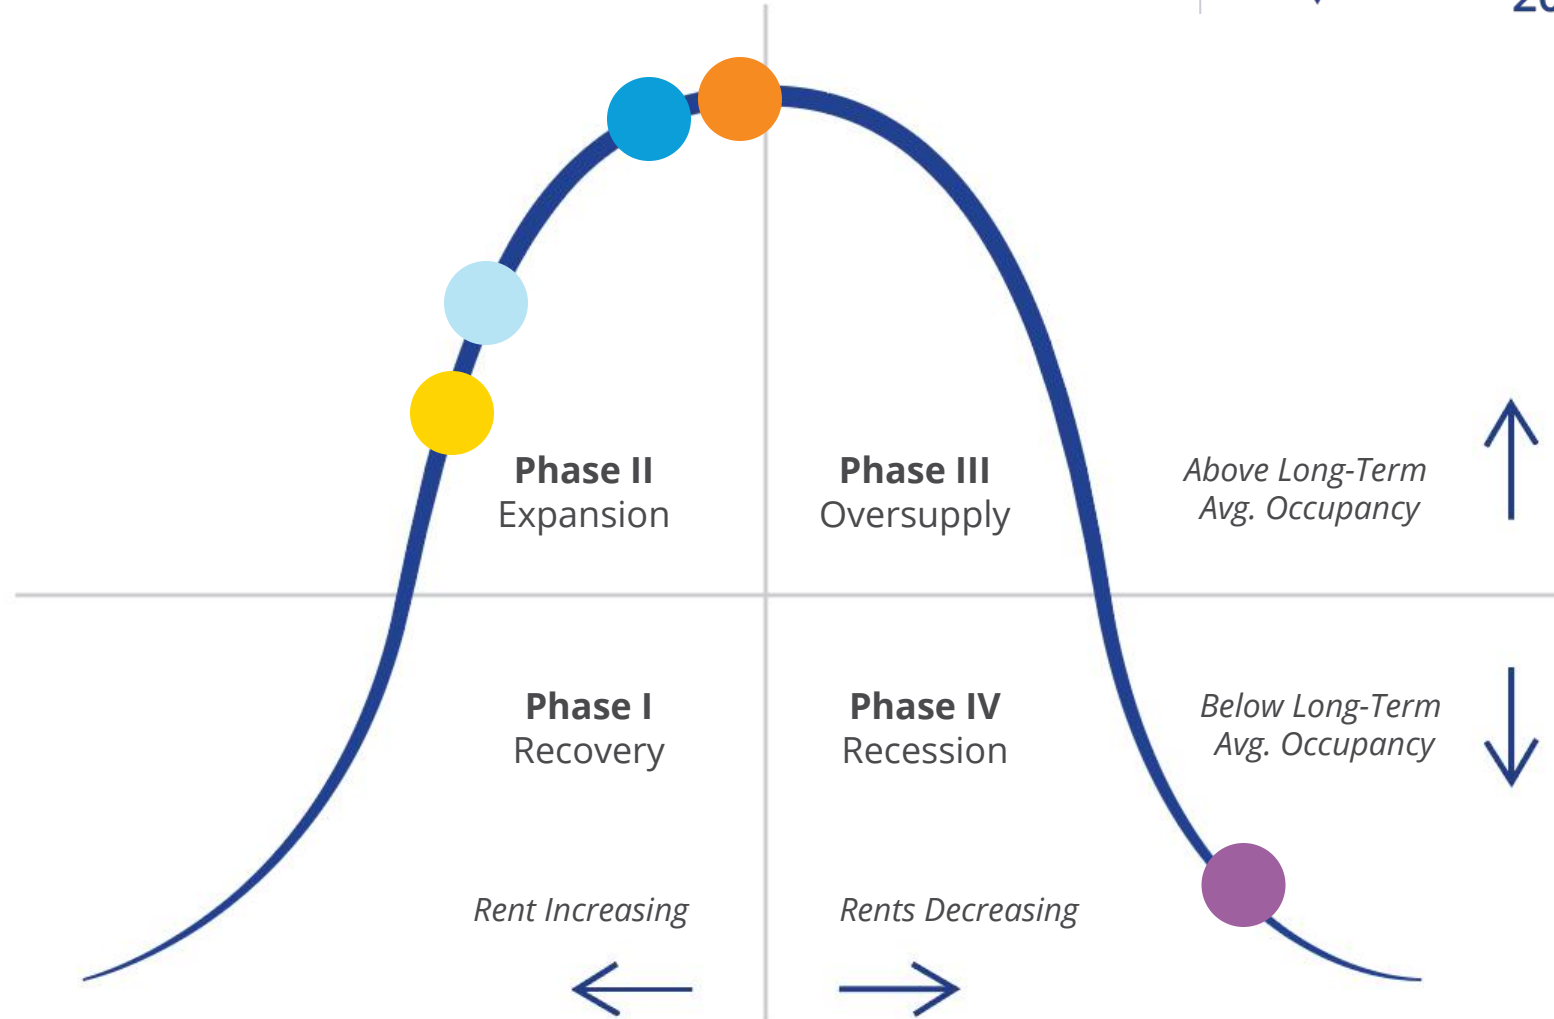 Phase II
Expansion
Phase III
Oversupply
Above Long-Term
Avg. Occupancy
Phase I
Recovery
Phase IV
Recession
Below Long-Term
Avg. Occupancy
Rent Increasing
Rents Decreasing